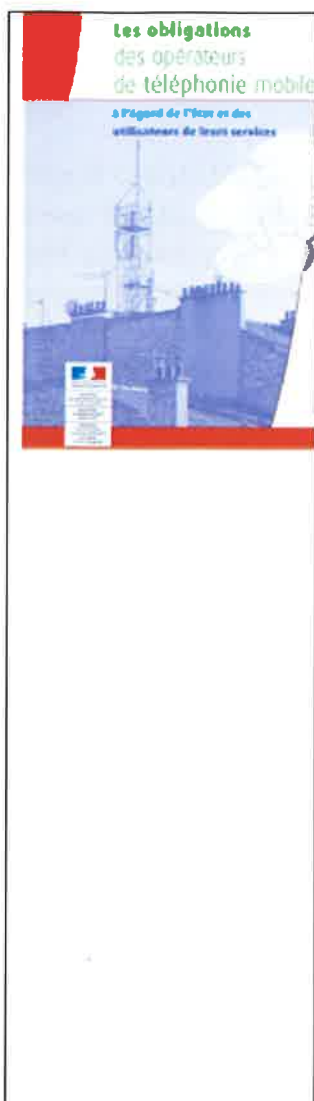 Les obligations
des opérateurs
de téléphonie mobile
à l'égard de l'État et des
utilisateurs de leurs services